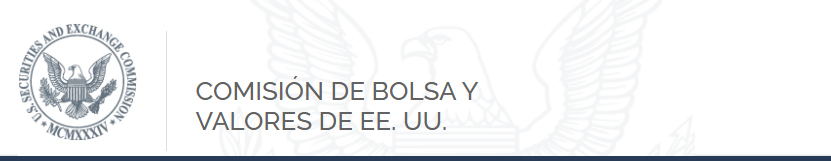 U.S. SECURITIES AND EXCHANGE COMMISSION
MCMXXXIV
COMISIÓN DE BOLSA Y
VALORES DE EE. UU.